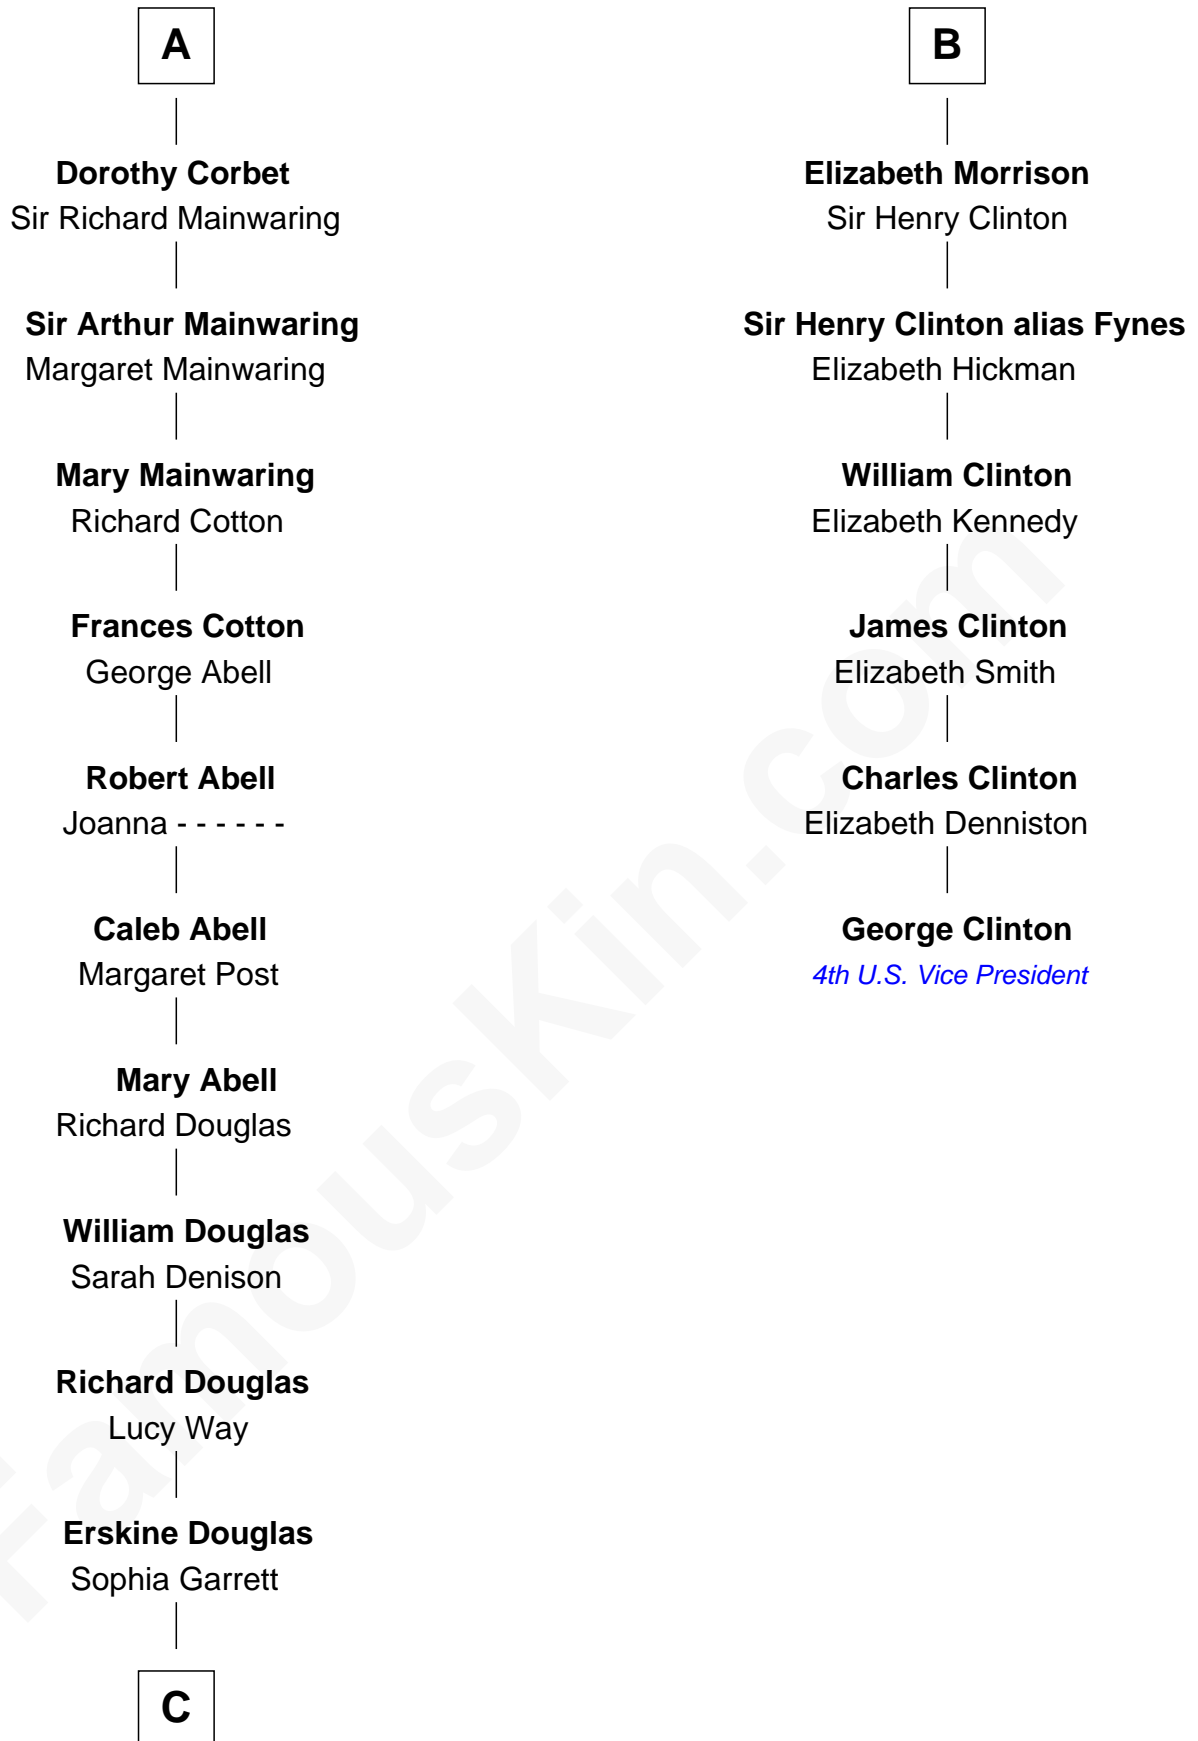 A
Dorothy Corbet
Sir Richard Mainwaring
Sir Arthur Mainwaring
Margaret Mainwaring
Mary Mainwaring
Richard Cotton
Frances Cotton
George Abell
Robert Abell
Joanna - - - - - -
Caleb Abell
Margaret Post
Mary Abell
Richard Douglas
William Douglas
Sarah Denison
Richard Douglas
Lucy Way
Erskine Douglas
Sophia Garrett
C
B
Elizabeth Morrison
Sir Henry Clinton
Sir Henry Clinton alias Fynes
Elizabeth Hickman
William Clinton
Elizabeth Kennedy
James Clinton
Elizabeth Smith
Charles Clinton
Elizabeth Denniston
George Clinton
4th U.S. Vice President
FamousKin.com